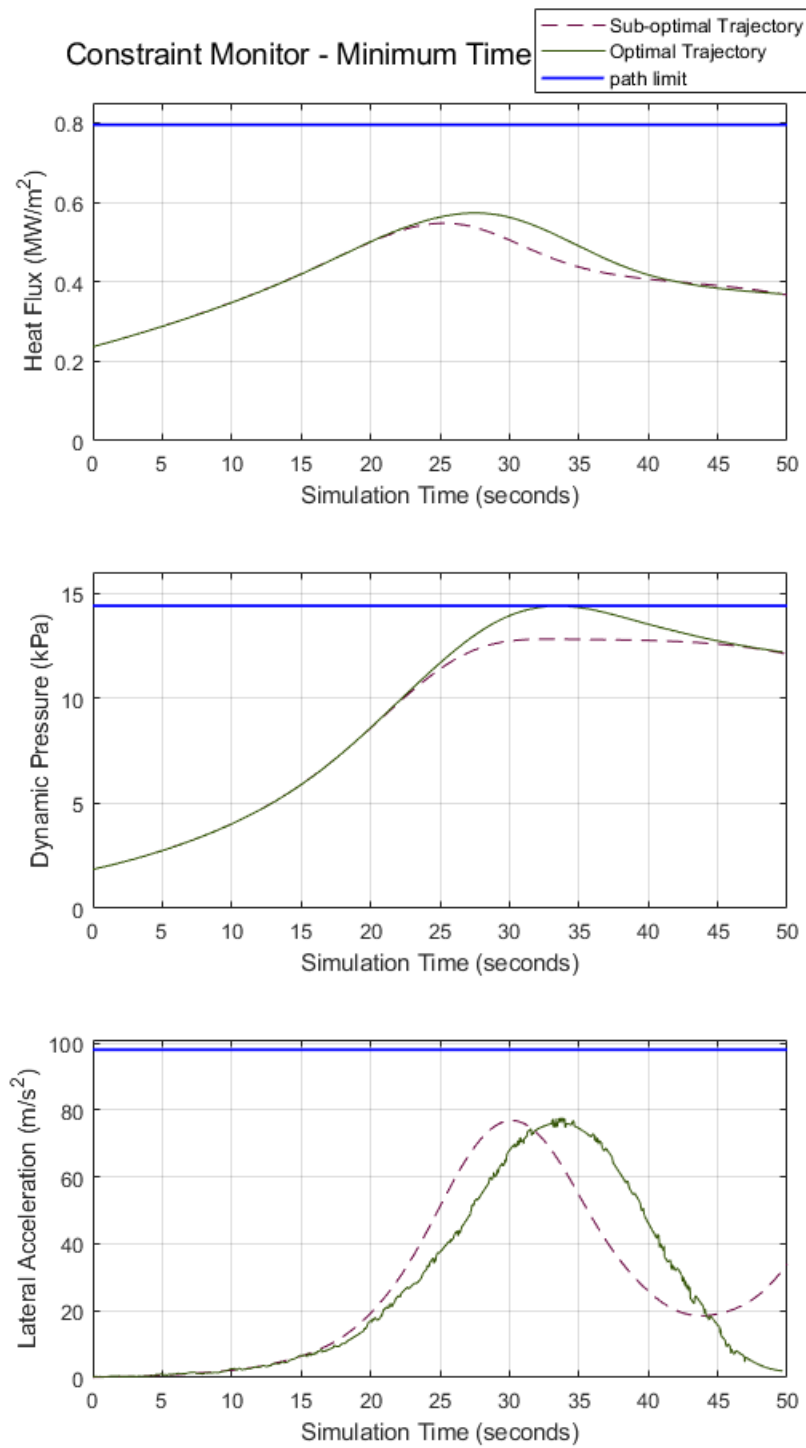 Constraint Monitor - Minimum Time
Sub-optimal Trajectory
Optimal Trajectory
path limit
Heat Flux (MW/m²)
0.8
0.6
0.4
0.2
0
0 5 10 15 20 25 30 35 40 45 50
Simulation Time (seconds)
Dynamic Pressure (kPa)
15
10
5
0
0 5 10 15 20 25 30 35 40 45 50
Simulation Time (seconds)
Lateral Acceleration (m/s²)
100
80
60
40
20
0
0 5 10 15 20 25 30 35 40 45 50
Simulation Time (seconds)